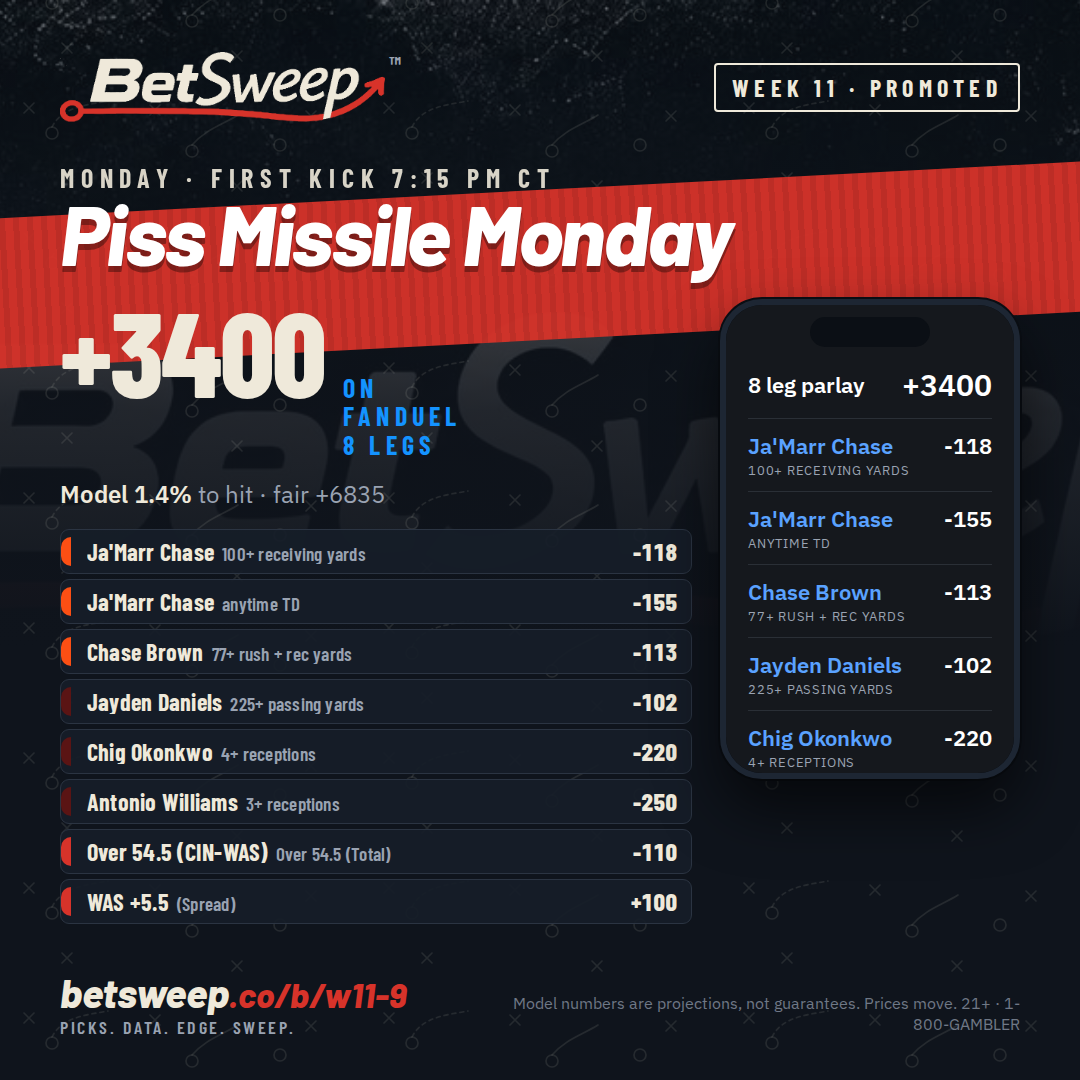 BetSweep TM
WEEK 11 · PROMOTED
MONDAY · FIRST KICK 7:15 PM CT
Piss Missile Monday
+3400
ON
FANDUEL
8 LEGS
Model 1.4% to hit · fair +6835
Ja'Marr Chase 100+ receiving yards -118
Ja'Marr Chase anytime TD -155
Chase Brown 77+ rush + rec yards -113
Jayden Daniels 225+ passing yards -102
Chig Okonkwo 4+ receptions -220
Antonio Williams 3+ receptions -250
Over 54.5 (CIN-WAS) Over 54.5 (Total) -110
WAS +5.5 (Spread) +100
8 leg parlay +3400
Ja'Marr Chase -118
100+ RECEIVING YARDS
Ja'Marr Chase -155
ANYTIME TD
Chase Brown -113
77+ RUSH + REC YARDS
Jayden Daniels -102
225+ PASSING YARDS
Chig Okonkwo -220
4+ RECEPTIONS
BetSweep
betsweep.co/b/w11-9
PICKS. DATA. EDGE. SWEEP.
Model numbers are projections, not guarantees. Prices move. 21+ · 1-
800-GAMBLER